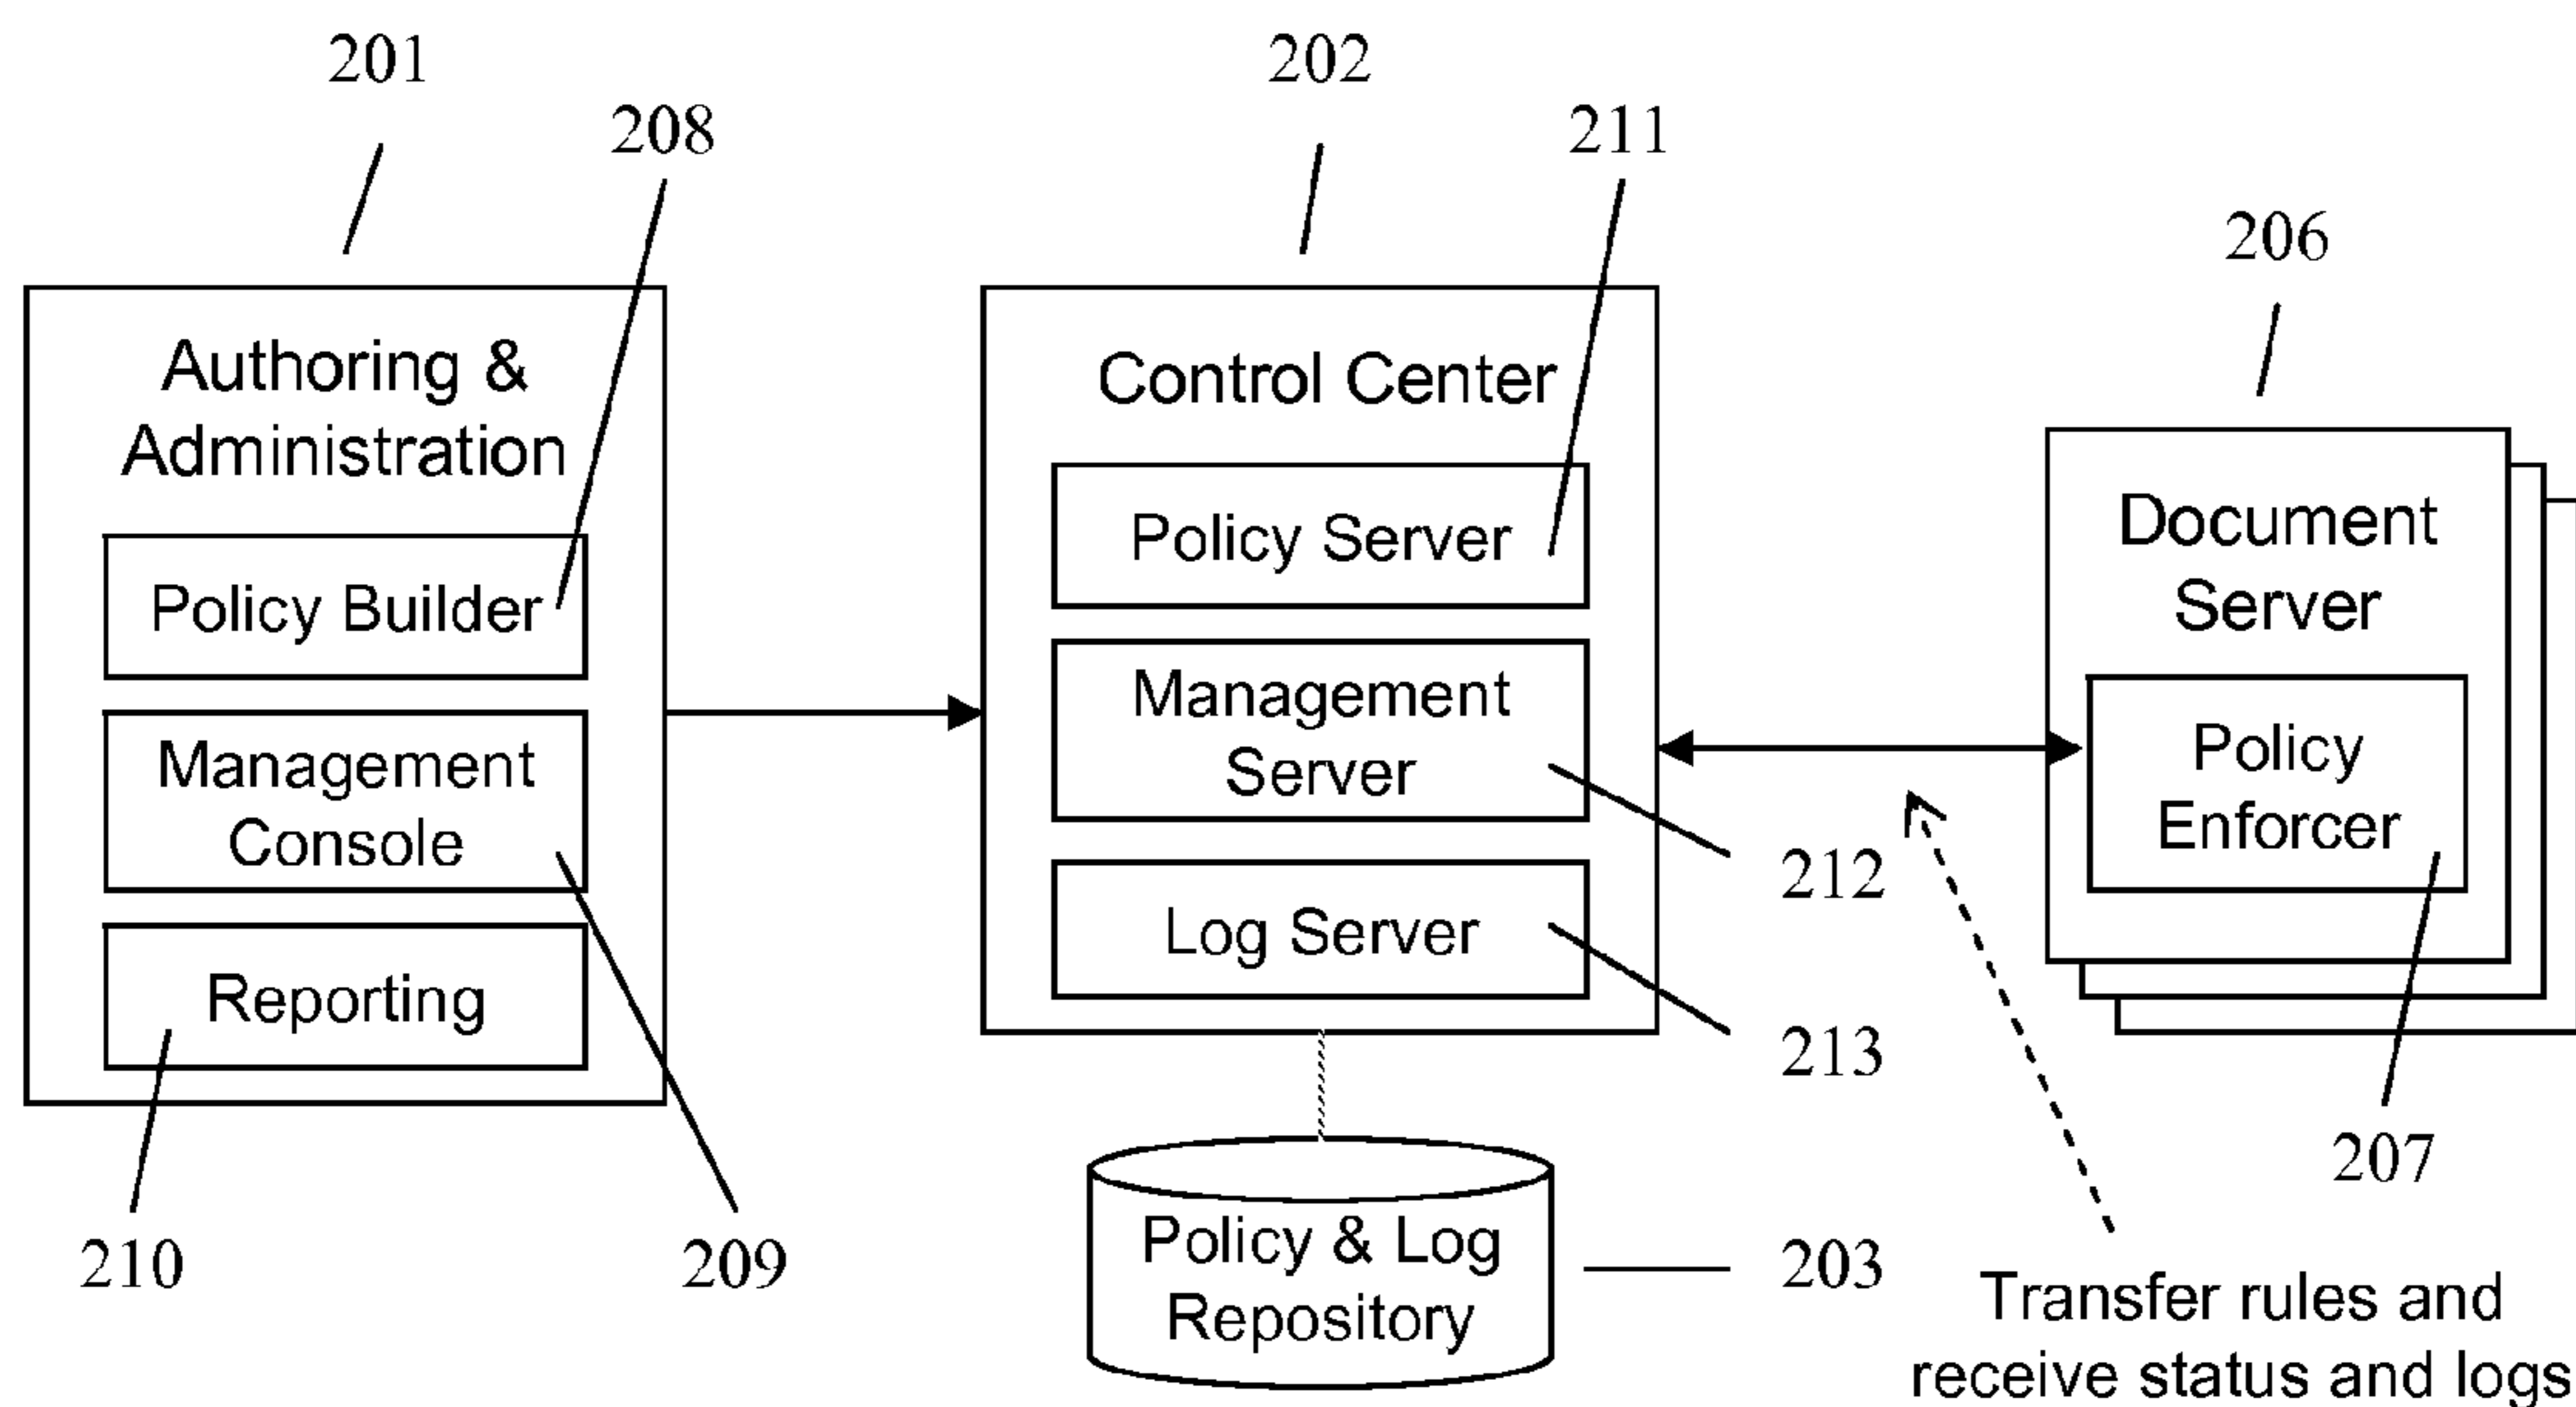 201
202
208
211
206
Authoring &
Administration
Policy Builder
Management
Console
Reporting
210
209
Control Center
Policy Server
Management
Server
Log Server
212
213
Policy & Log
Repository
203
Document
Server
Policy
Enforcer
207
Transfer rules and
receive status and logs